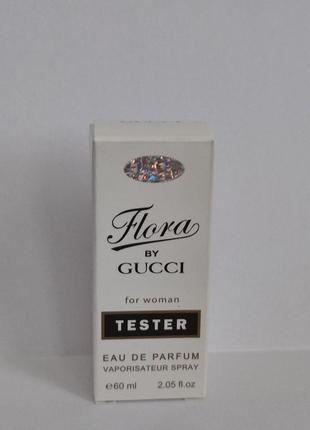 Flora
BY
GUCCI
for woman
TESTER
EAU DE PARFUM
VAPORISATEUR SPRAY
℮60 ml 2.05 fl.oz